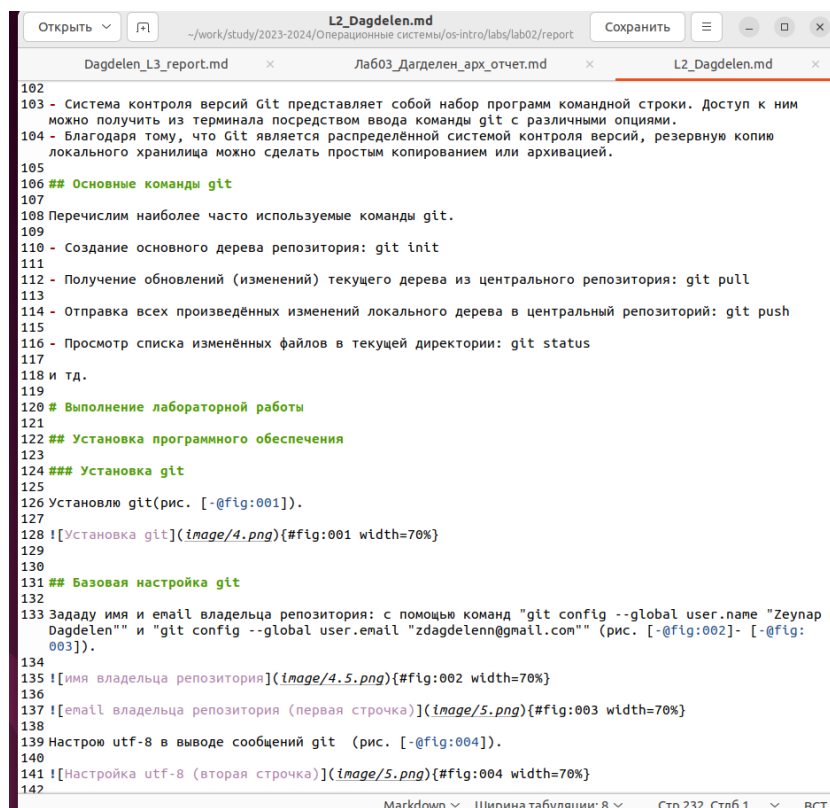 Открыть
L2_Dagdelen.md
~/work/study/2023-2024/Операционные системы/os-intro/labs/lab02/report
Сохранить
Dagdelen_L3_report.md
Лаб03_Дагделен_арх_отчет.md
L2_Dagdelen.md
102
103 - Система контроля версий Git представляет собой набор программ командной строки. Доступ к ним
можно получить из терминала посредством ввода команды git с различными опциями.
104 - Благодаря тому, что Git является распределённой системой контроля версий, резервную копию
локального хранилища можно сделать простым копированием или архивацией.
105
106 ## Основные команды git
107
108 Перечислим наиболее часто используемые команды git.
109
110 - Создание основного дерева репозитория: git init
111
112 - Получение обновлений (изменений) текущего дерева из центрального репозитория: git pull
113
114 - Отправка всех произведённых изменений локального дерева в центральный репозиторий: git push
115
116 - Просмотр списка изменённых файлов в текущей директории: git status
117
118 и тд.
119
120 # Выполнение лабораторной работы
121
122 ## Установка программного обеспечения
123
124 ### Установка git
125
126 Установлю git(рис. [-@fig:001]).
127
128 ![Установка git](image/4.png){#fig:001 width=70%}
129
130
131 ## Базовая настройка git
132
133 Зададу имя и email владельца репозитория: с помощью команд "git config --global user.name "Zeynap
Dagdelen"" и "git config --global user.email "zdagdelenn@gmail.com"" (рис. [-@fig:002]- [-@fig:
003]).
134
135 ![имя владельца репозитория](image/4.5.png){#fig:002 width=70%}
136
137 ![email владельца репозитория (первая строчка)](image/5.png){#fig:003 width=70%}
138
139 Настрою utf-8 в выводе сообщений git  (рис. [-@fig:004]).
140
141 ![Настройка utf-8 (вторая строчка)](image/5.png){#fig:004 width=70%}
142
Markdown
Ширина табуляции: 8
Стр 232, Стлб 1
ВСТ